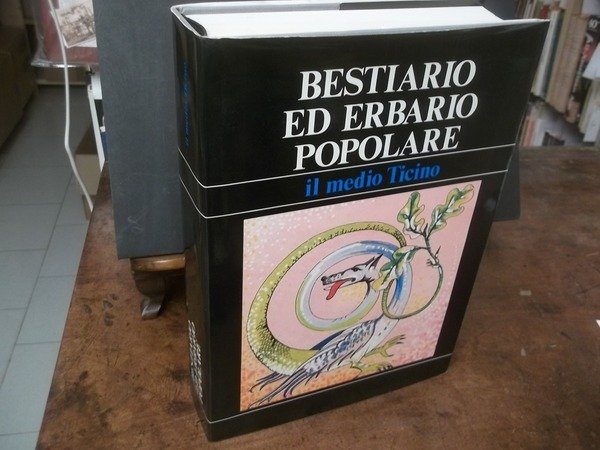 BESTIARIO
ED ERBARIO
POPOLARE
il medio Ticino